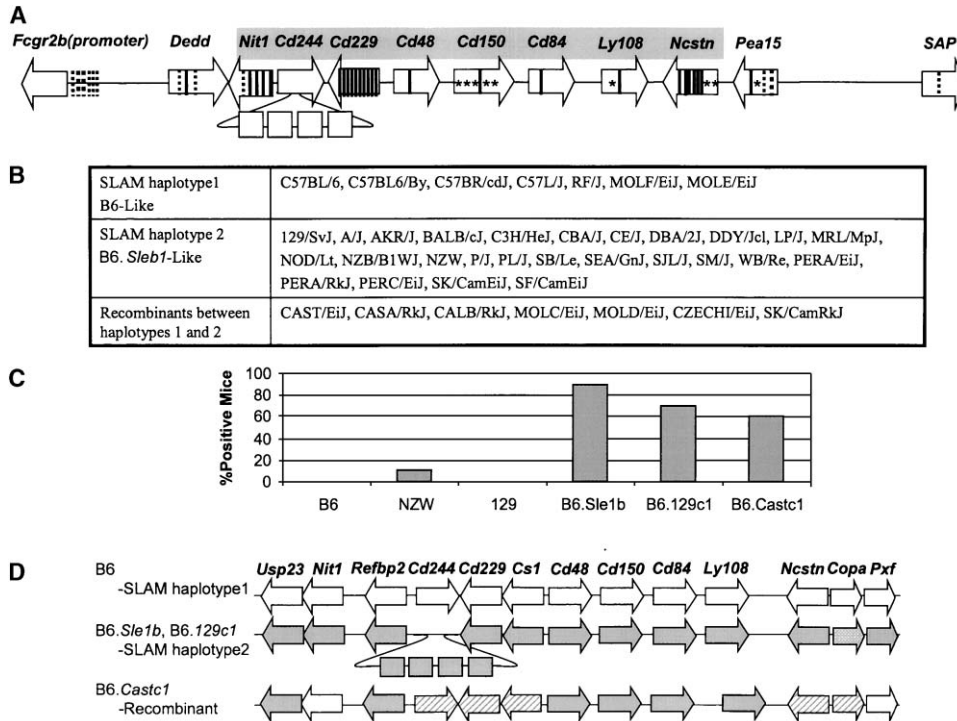 A
Fcgr2b(promoter) Dedd Nit1 Cd244 Cd229 Cd48 Cd150 Cd84 Ly108 Ncstn Pea15 SAP
*** ** * ** *
B
SLAM haplotype1
B6-Like
C57BL/6, C57BL6/By, C57BR/cdJ, C57L/J, RF/J, MOLF/EiJ, MOLE/EiJ
SLAM haplotype 2
B6. Sleb1-Like
129/SvJ, A/J, AKR/J, BALB/cJ, C3H/HeJ, CBA/J, CE/J, DBA/2J, DDY/Jcl, LP/J, MRL/MpJ,
NOD/Lt, NZB/B1WJ, NZW, P/J, PL/J, SB/Le, SEA/GnJ, SJL/J, SM/J, WB/Re, PERA/EiJ,
PERA/RkJ, PERC/EiJ, SK/CamEiJ, SF/CamEiJ
Recombinants between
haplotypes 1 and 2
CAST/EiJ, CASA/RkJ, CALB/RkJ, MOLC/EiJ, MOLD/EiJ, CZECHI/EiJ, SK/CamRkJ
C
%Positive Mice
100
80
60
40
20
0
B6 NZW 129 B6.Sle1b B6.129c1 B6.Castc1
D
B6
-SLAM haplotype1
Usp23 Nit1 Refbp2 Cd244 Cd229 Cs1 Cd48 Cd150 Cd84 Ly108 Ncstn Copa Pxf
B6.Sle1b, B6.129c1
-SLAM haplotype2
B6.Castc1
-Recombinant